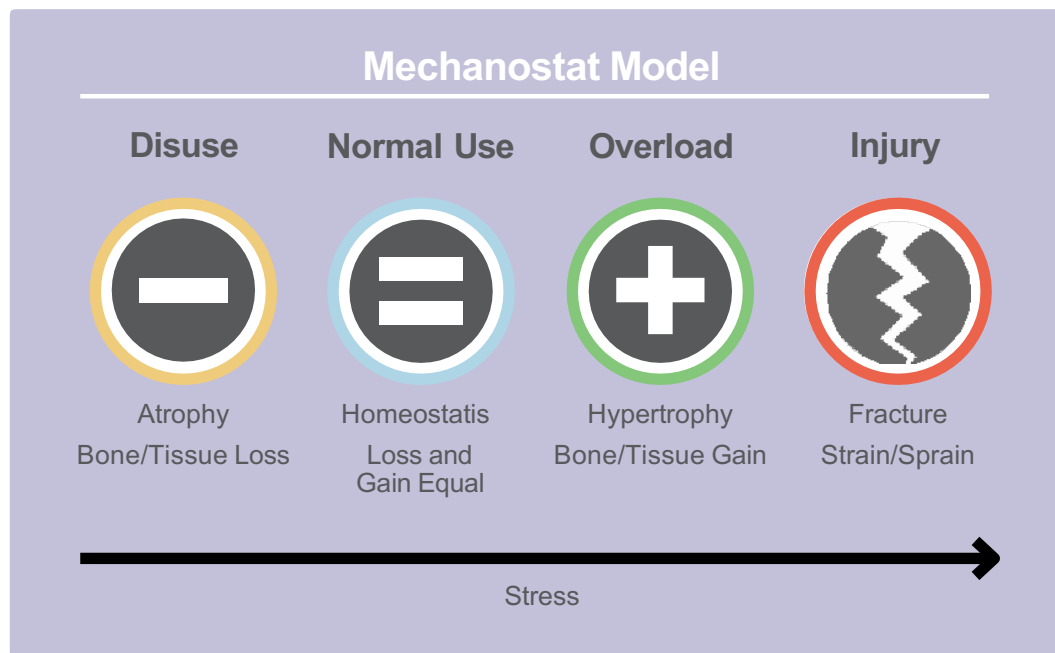 Mechanostat Model
Disuse
Normal Use
Overload
Injury
Atrophy
Homeostatis
Hypertrophy
Fracture
Bone/Tissue Loss
Loss and
Gain Equal
Bone/Tissue Gain
Strain/Sprain
Stress